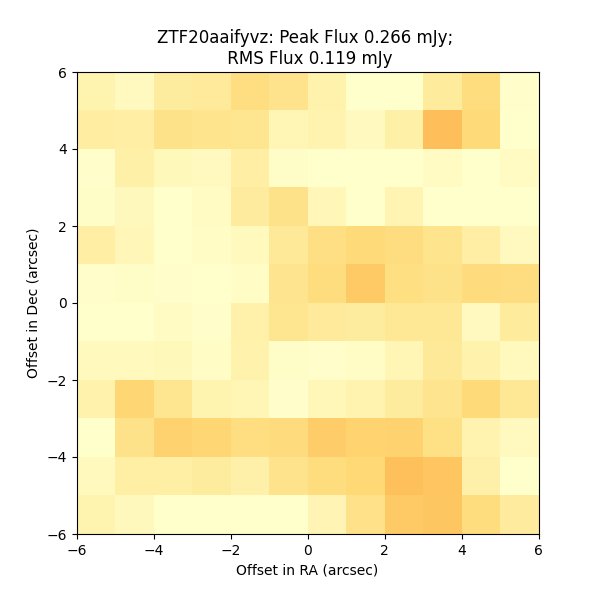 ZTF20aaifyvz: Peak Flux 0.266 mJy;
RMS Flux 0.119 mJy
6
4
2
0
−2
−4
−6
Offset in Dec (arcsec)
−6 −4 −2 0 2 4 6
Offset in RA (arcsec)